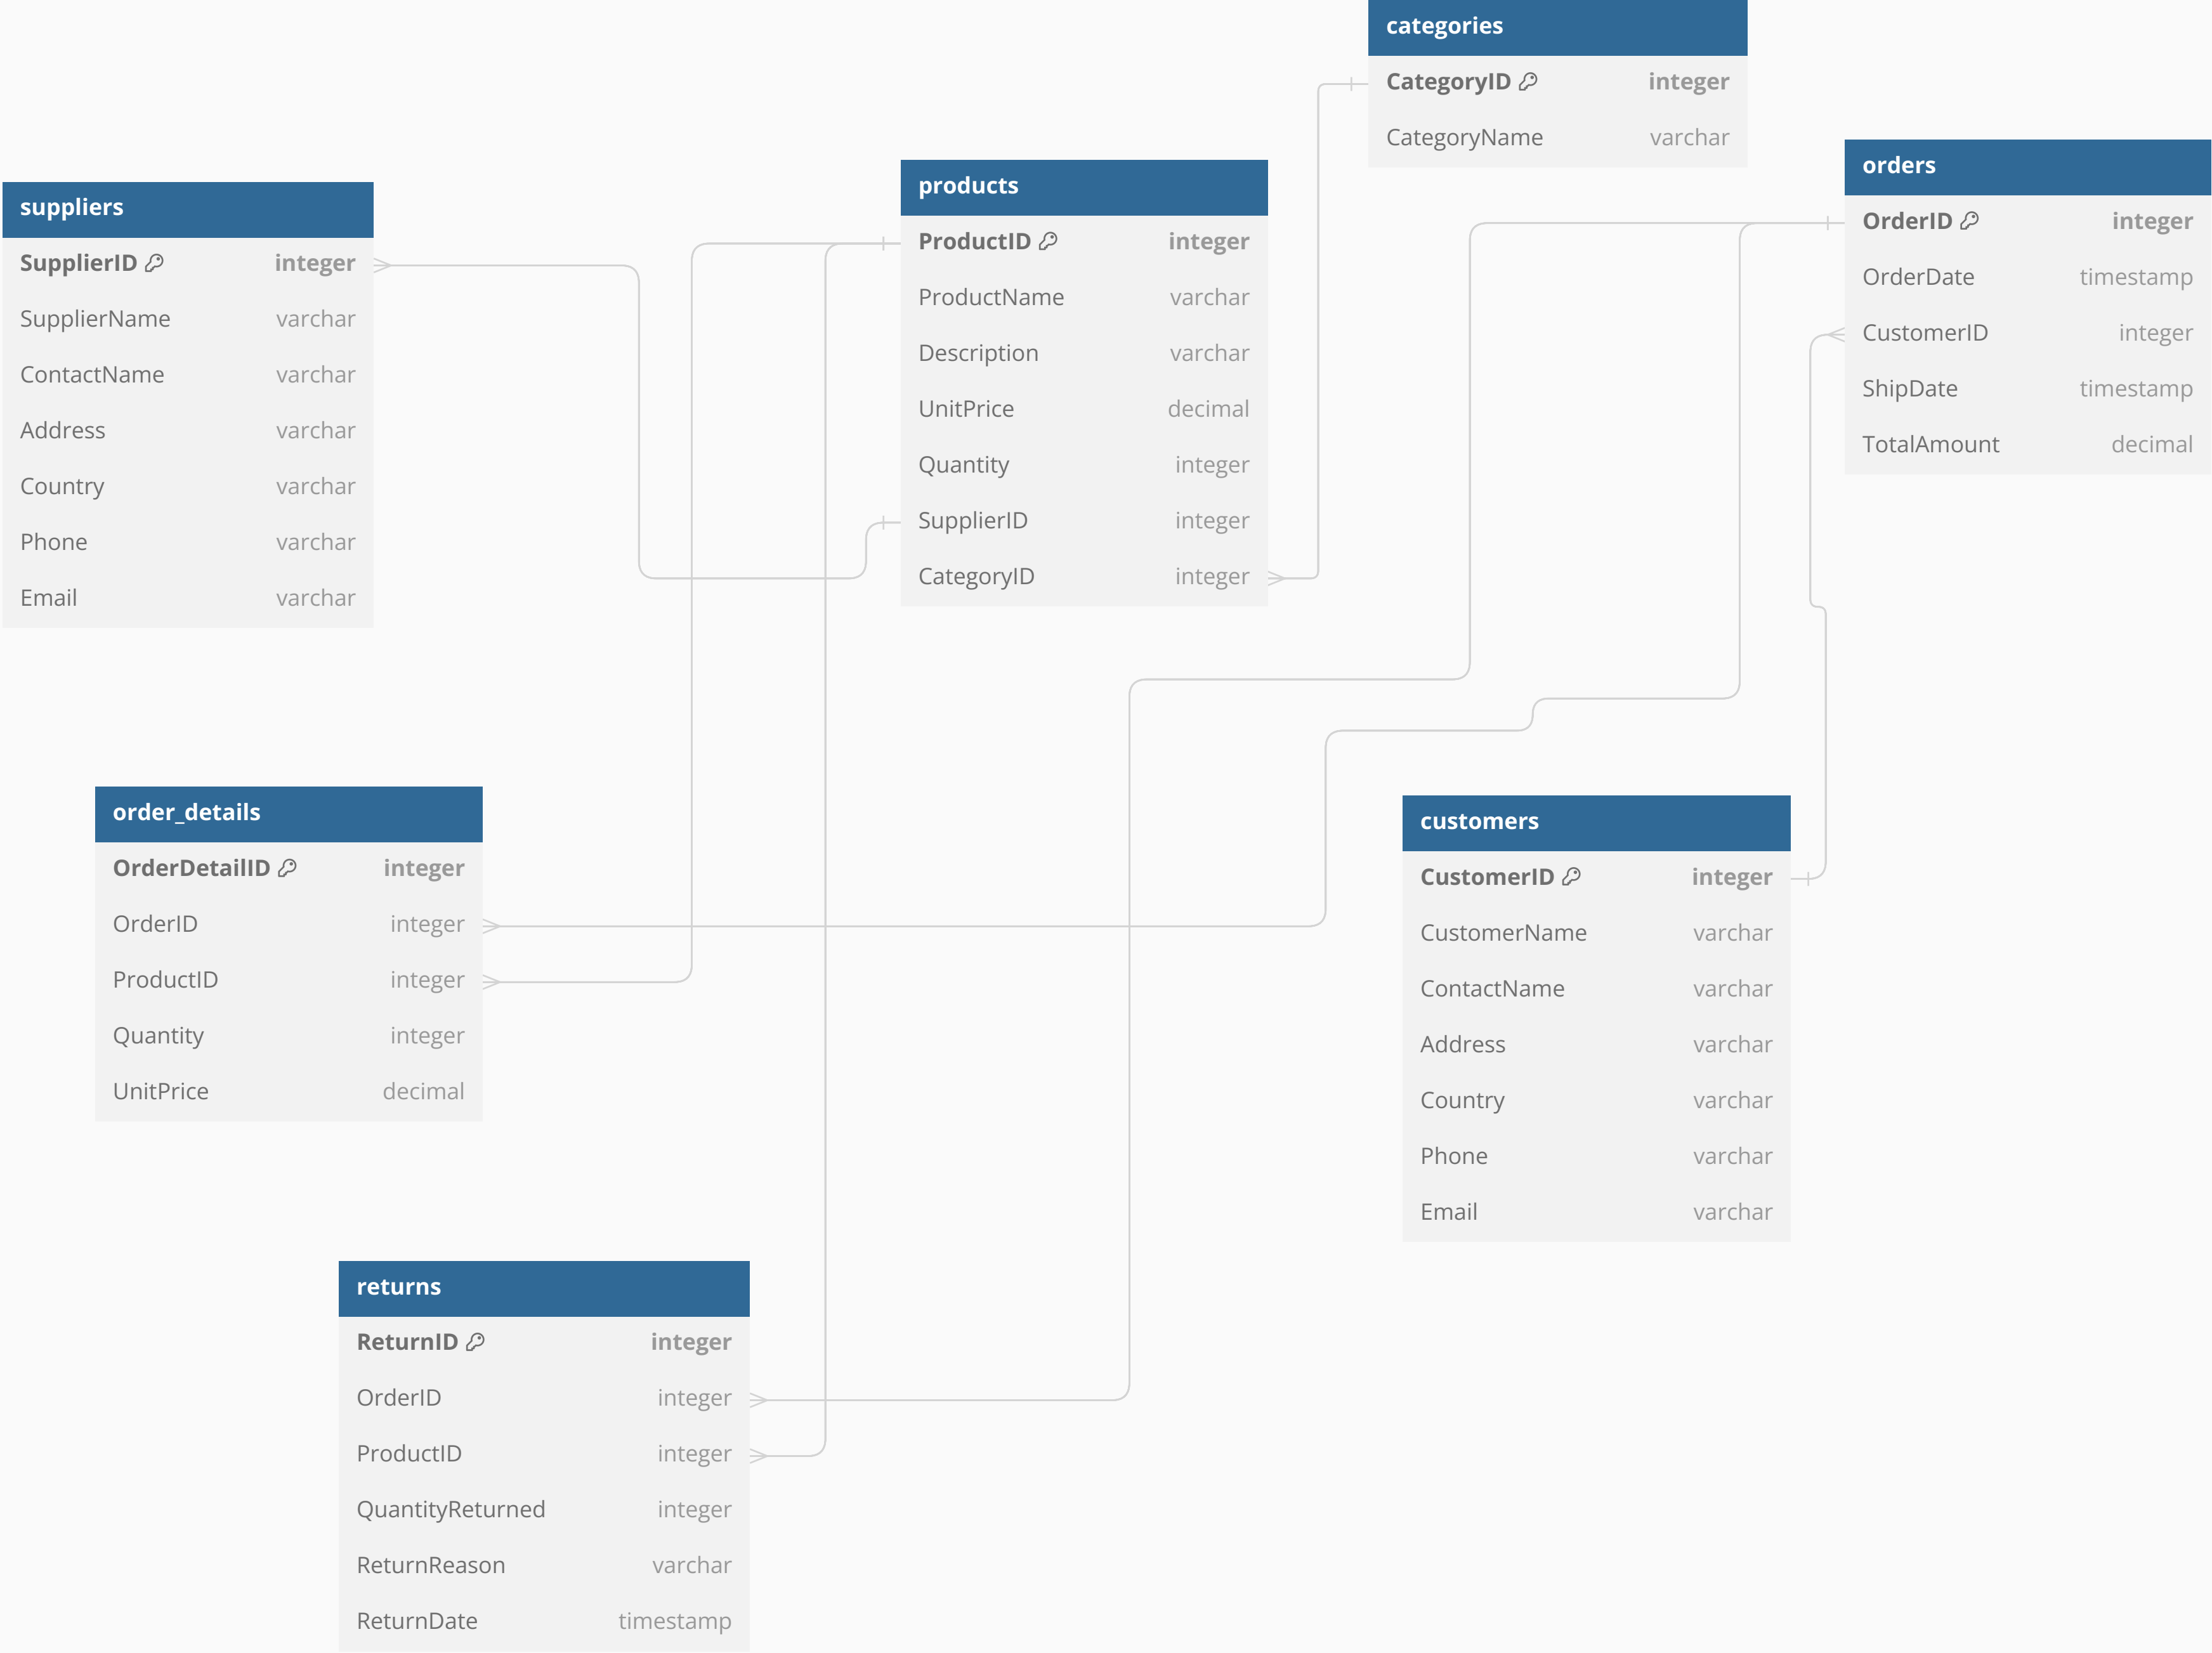 categories
CategoryID integer
CategoryName varchar
orders
OrderID integer
OrderDate timestamp
CustomerID integer
ShipDate timestamp
TotalAmount decimal
products
ProductID integer
ProductName varchar
Description varchar
UnitPrice decimal
Quantity integer
SupplierID integer
CategoryID integer
suppliers
SupplierID integer
SupplierName varchar
ContactName varchar
Address varchar
Country varchar
Phone varchar
Email varchar
order_details
OrderDetailID integer
OrderID integer
ProductID integer
Quantity integer
UnitPrice decimal
customers
CustomerID integer
CustomerName varchar
ContactName varchar
Address varchar
Country varchar
Phone varchar
Email varchar
returns
ReturnID integer
OrderID integer
ProductID integer
QuantityReturned integer
ReturnReason varchar
ReturnDate timestamp